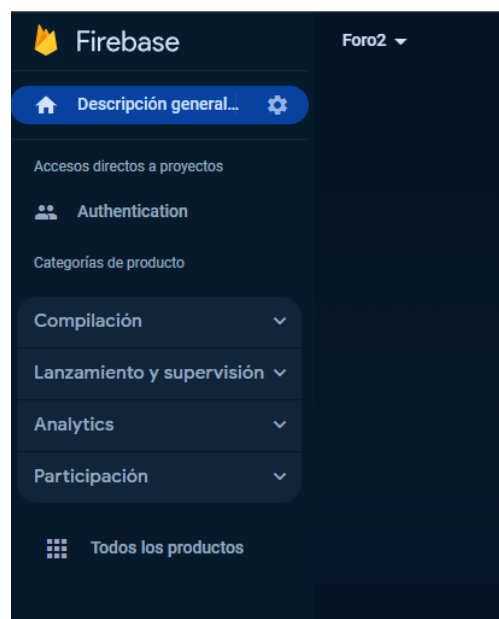 Firebase
Foro2
Descripción general...
Accesos directos a proyectos
Authentication
Categorías de producto
Compilación
Lanzamiento y supervisión
Analytics
Participación
Todos los productos